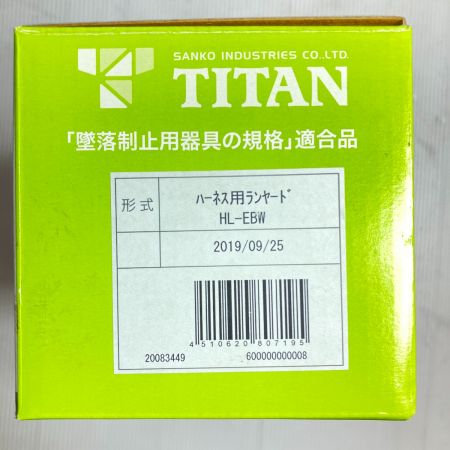 SANKO INDUSTRIES CO.,LTD.
TITAN
「墜落制止用器具の規格」適合品
形式
ﾊｰﾈｽ用ﾗﾝﾔｰﾄﾞ
HL-EBW
2019/09/25
4510620807195
20083449 600000000008